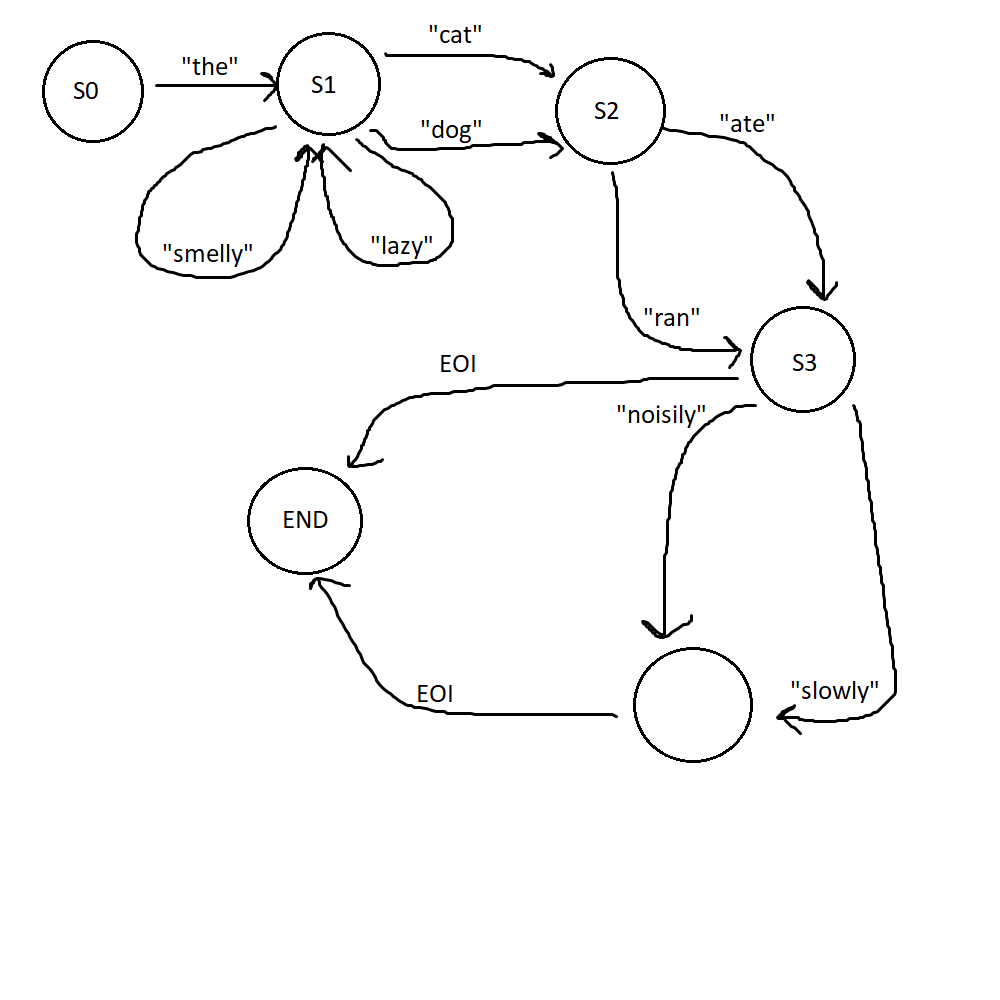 "cat"
"the"
S0
S1
S2
"dog"
"ate"
"smelly"
"lazy"
"ran"
EOI
S3
"noisily"
END
"slowly"
EOI